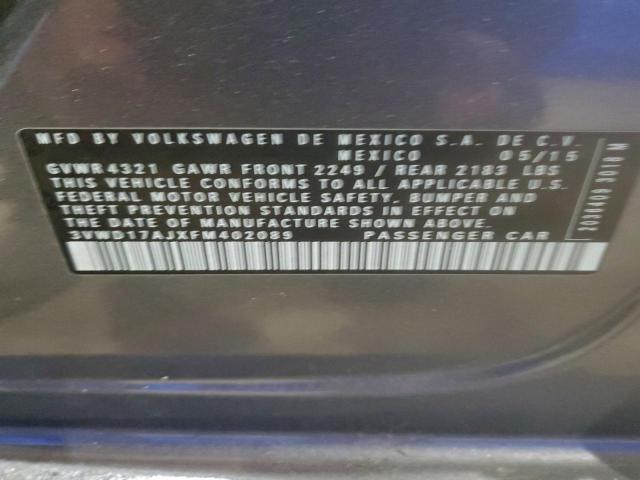 MFD BY VOLKSWAGEN DE MEXICO S.A. DE C.V.
MEXICO 05/15
GVWR 4321 GAWR FRONT 2249 / REAR 2183 LBS
THIS VEHICLE CONFORMS TO ALL APPLICABLE U.S.
FEDERAL MOTOR VEHICLE SAFETY, BUMPER AND
THEFT PREVENTION STANDARDS IN EFFECT ON
THE DATE OF MANUFACTURE SHOWN ABOVE.
3VWD17AJXFM402089 PASSENGER CAR